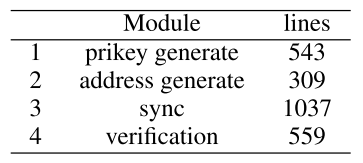 Module lines
1 prikey generate 543
2 address generate 309
3 sync 1037
4 verification 559